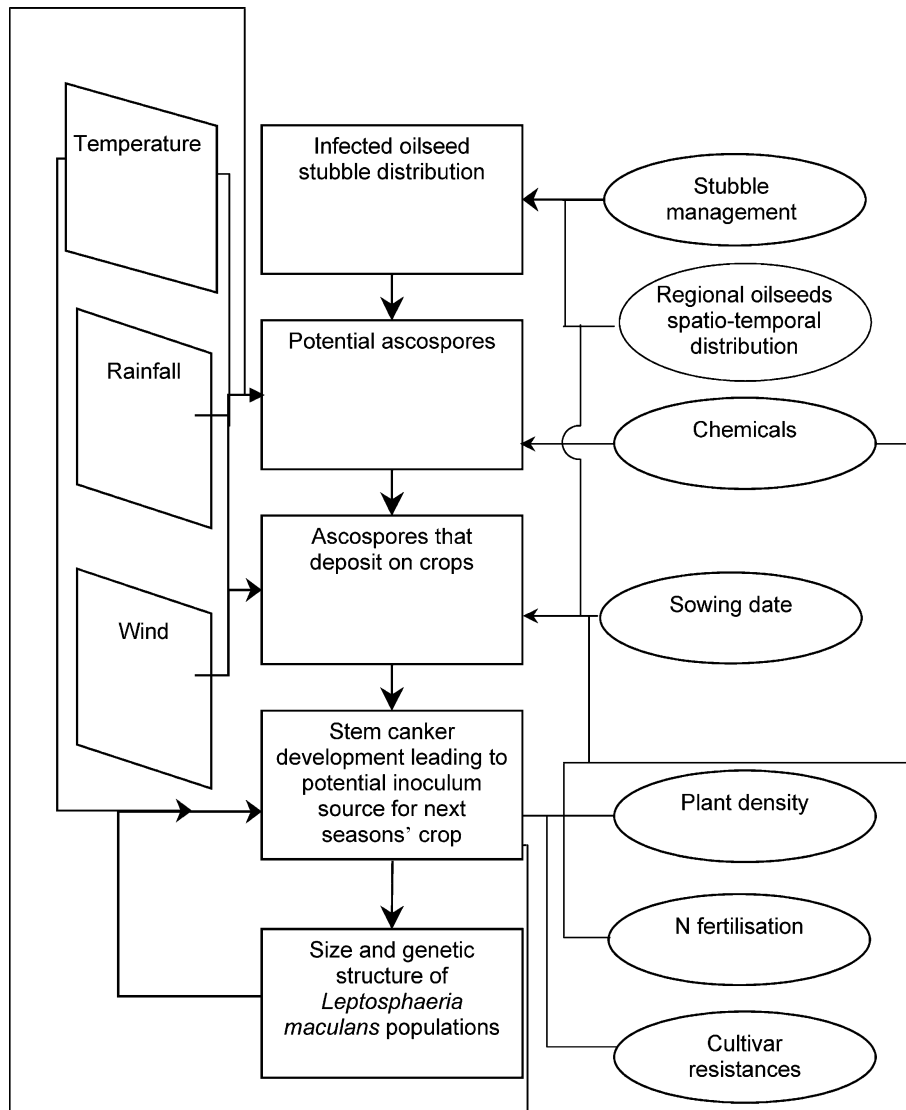 Temperature
Rainfall
Wind
Infected oilseed
stubble distribution
Potential ascospores
Ascospores that
deposit on crops
Stem canker
development leading to
potential inoculum
source for next
seasons’ crop
Size and genetic
structure of
Leptosphaeria
maculans populations
Stubble
management
Regional oilseeds
spatio-temporal
distribution
Chemicals
Sowing date
Plant density
N fertilisation
Cultivar
resistances